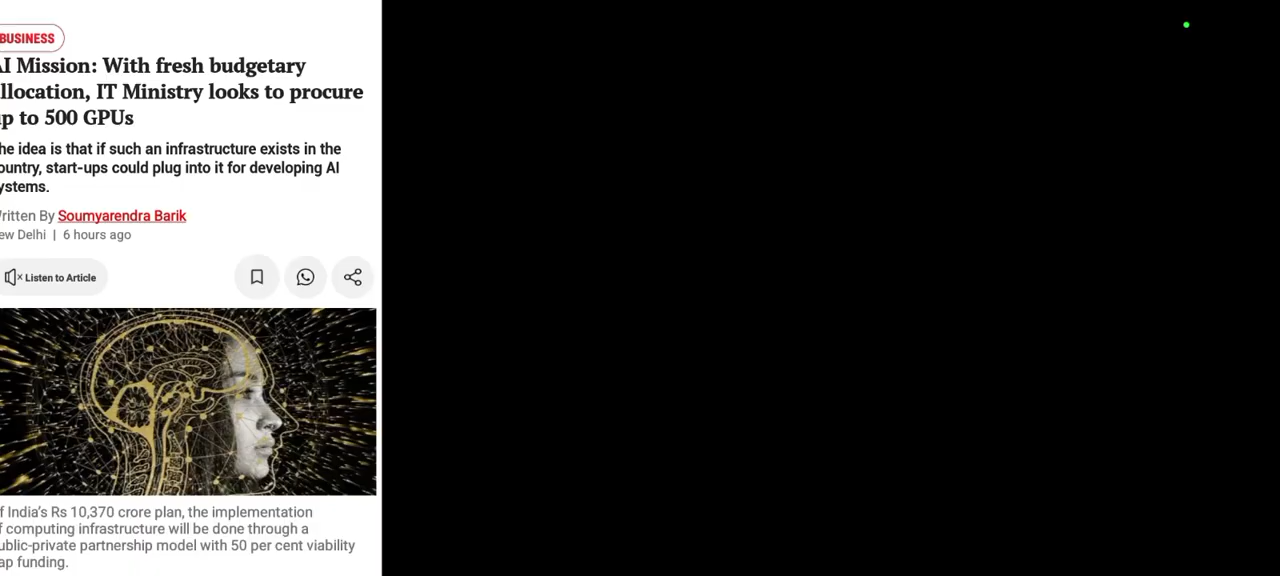 BUSINESS
AI Mission: With fresh budgetary
llocation, IT Ministry looks to procure
p to 500 GPUs
he idea is that if such an infrastructure exists in the
ountry, start-ups could plug into it for developing AI
ystems.
ritten By Soumyarendra Barik
ew Delhi | 6 hours ago
Listen to Article
f India's Rs 10,370 crore plan, the implementation
f computing infrastructure will be done through a
ublic-private partnership model with 50 per cent viability
ap funding.